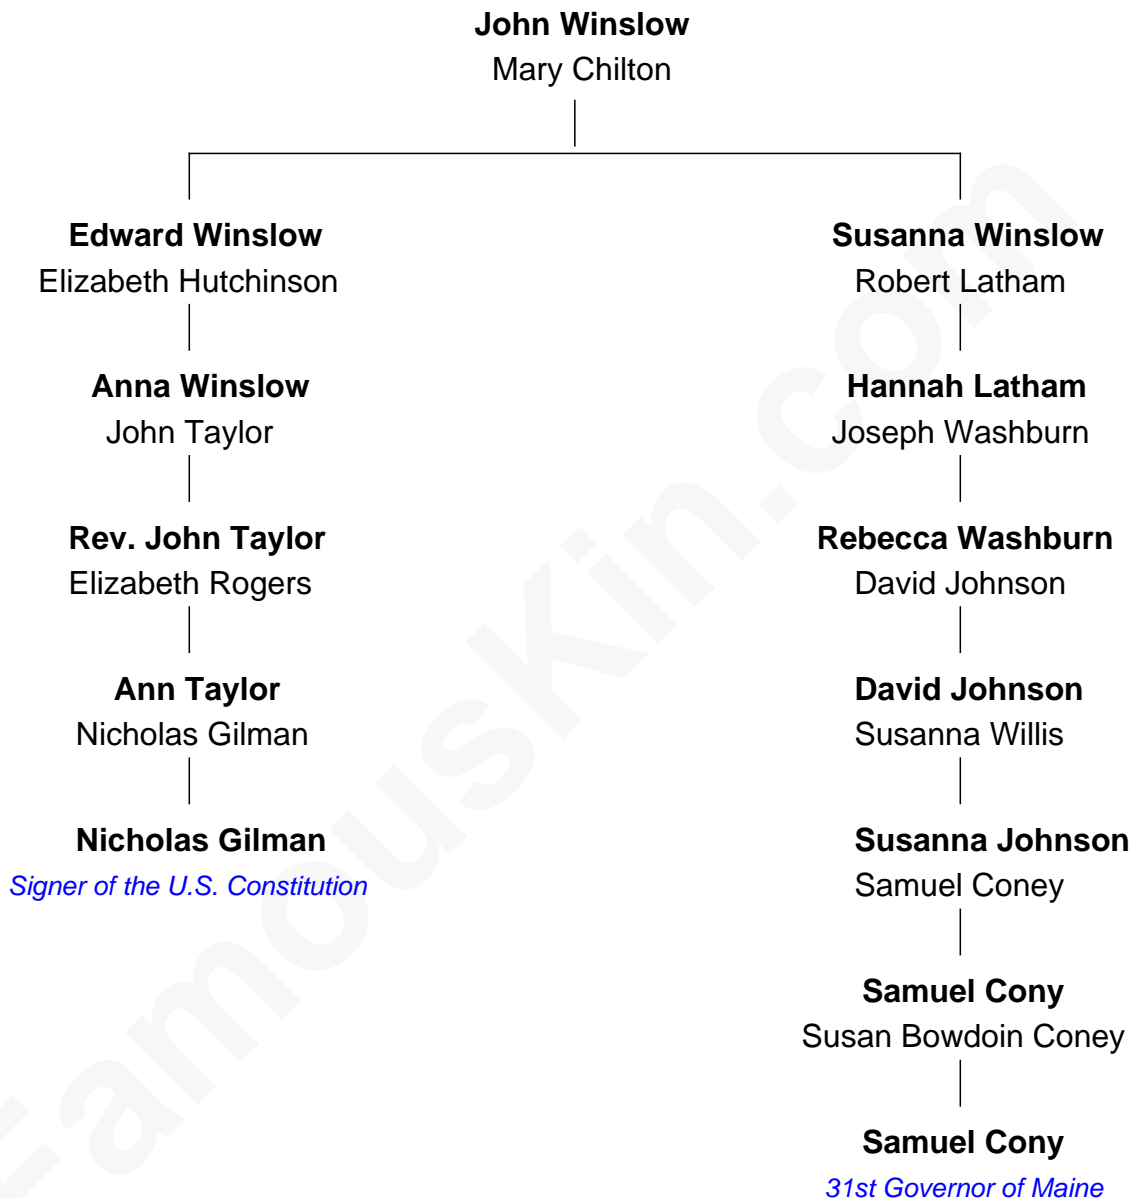 John Winslow
Mary Chilton
Edward Winslow
Elizabeth Hutchinson
Anna Winslow
John Taylor
Rev. John Taylor
Elizabeth Rogers
Ann Taylor
Nicholas Gilman
Nicholas Gilman
Signer of the U.S. Constitution
Susanna Winslow
Robert Latham
Hannah Latham
Joseph Washburn
Rebecca Washburn
David Johnson
David Johnson
Susanna Willis
Susanna Johnson
Samuel Coney
Samuel Cony
Susan Bowdoin Coney
Samuel Cony
31st Governor of Maine
FamousKin.com